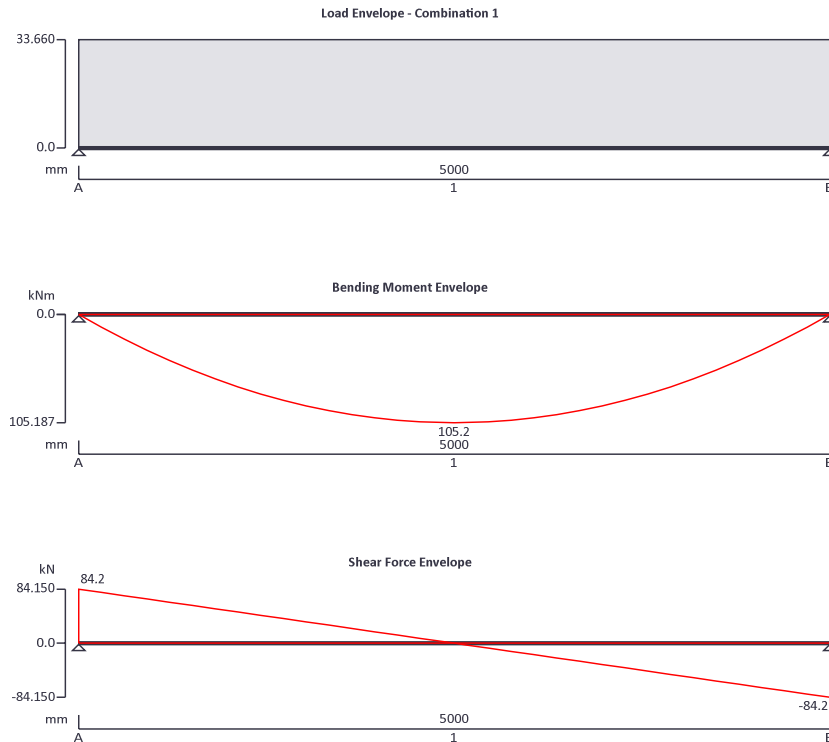 Load Envelope - Combination 1
33.660
0.0
mm 5000
A 1
Bending Moment Envelope
kNm
0.0
105.187
105.2
mm 5000
A 1
Shear Force Envelope
kN
84.150 84.2
0.0
-84.150 -84.2
mm 5000
A 1